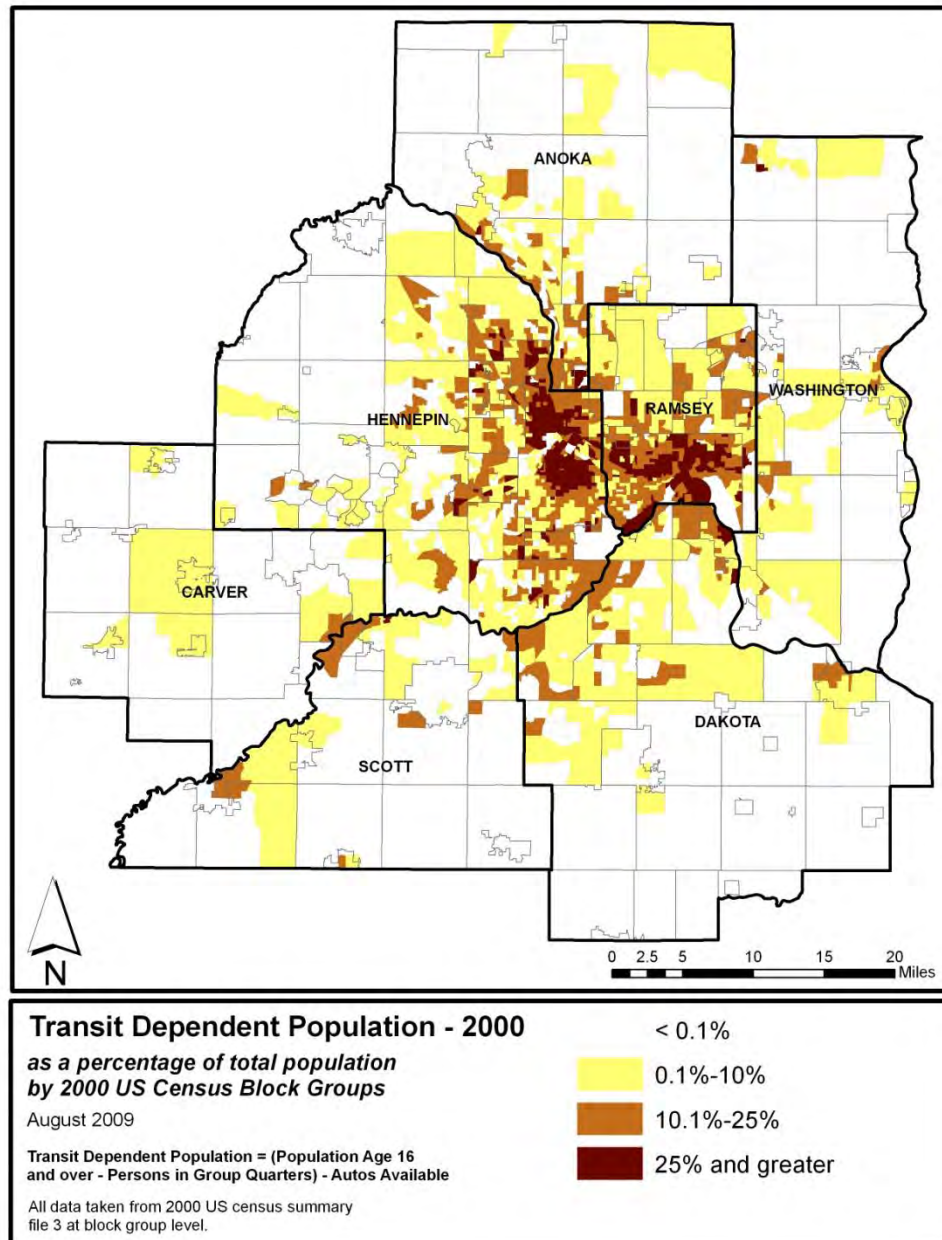 ANOKA
WASHINGTON
HENNEPIN
RAMSEY
CARVER
DAKOTA
SCOTT
N
0 2.5 5 10 15 20
Miles
Transit Dependent Population - 2000
as a percentage of total population
by 2000 US Census Block Groups
August 2009
Transit Dependent Population = (Population Age 16
and over - Persons in Group Quarters) - Autos Available
All data taken from 2000 US census summary
file 3 at block group level.
< 0.1%
0.1%-10%
10.1%-25%
25% and greater